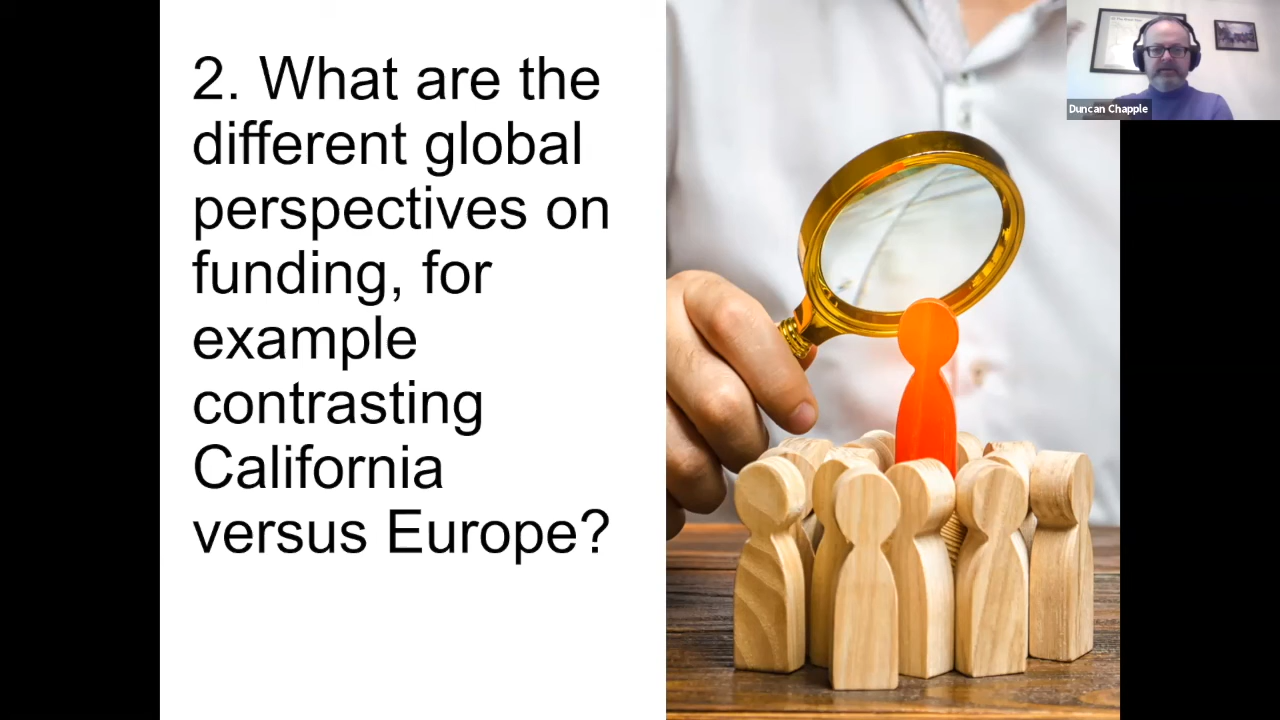 2. What are the
different global
perspectives on
funding, for
example
contrasting
California
versus Europe?
Duncan Chapple